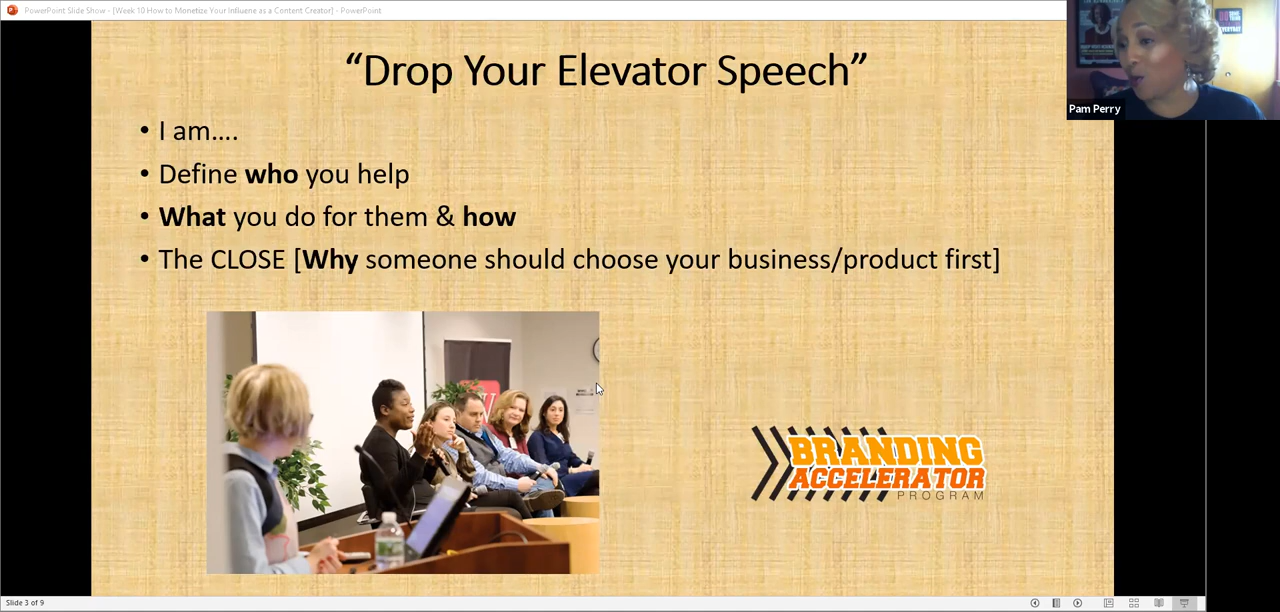 PowerPoint Slide Show - [Week 10 How to Monetize Your Influene as a Content Creator] - PowerPoint
“Drop Your Elevator Speech”
Pam Perry
• I am....
• Define who you help
• What you do for them & how
• The CLOSE [Why someone should choose your business/product first]
BRANDING
ACCELERATOR
PROGRAM
Slide 3 of 9